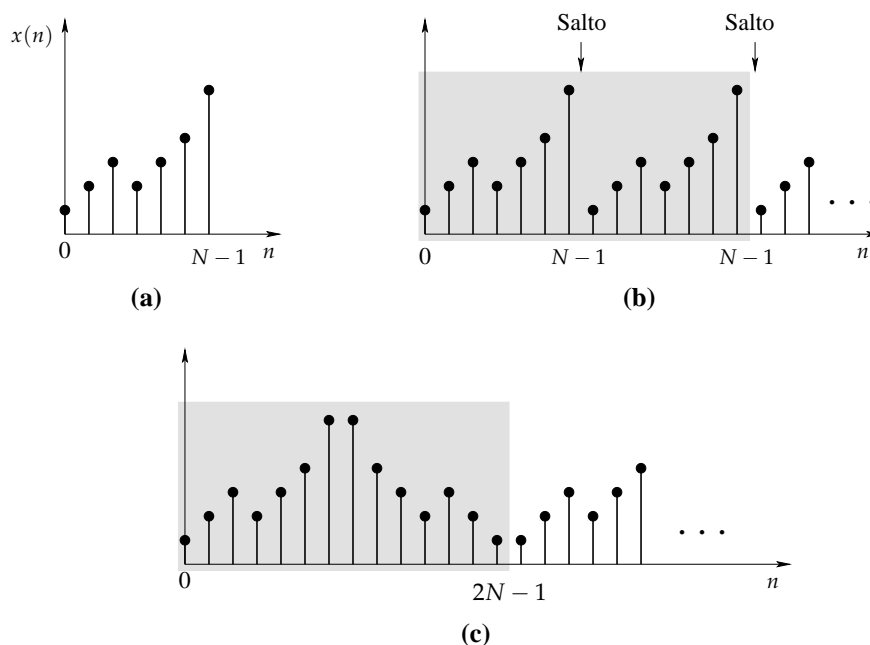 x(n)
0
N − 1
n
(a)
Salto
Salto
0
N − 1
N − 1
n
. . .
(b)
0
2N − 1
n
. . .
(c)